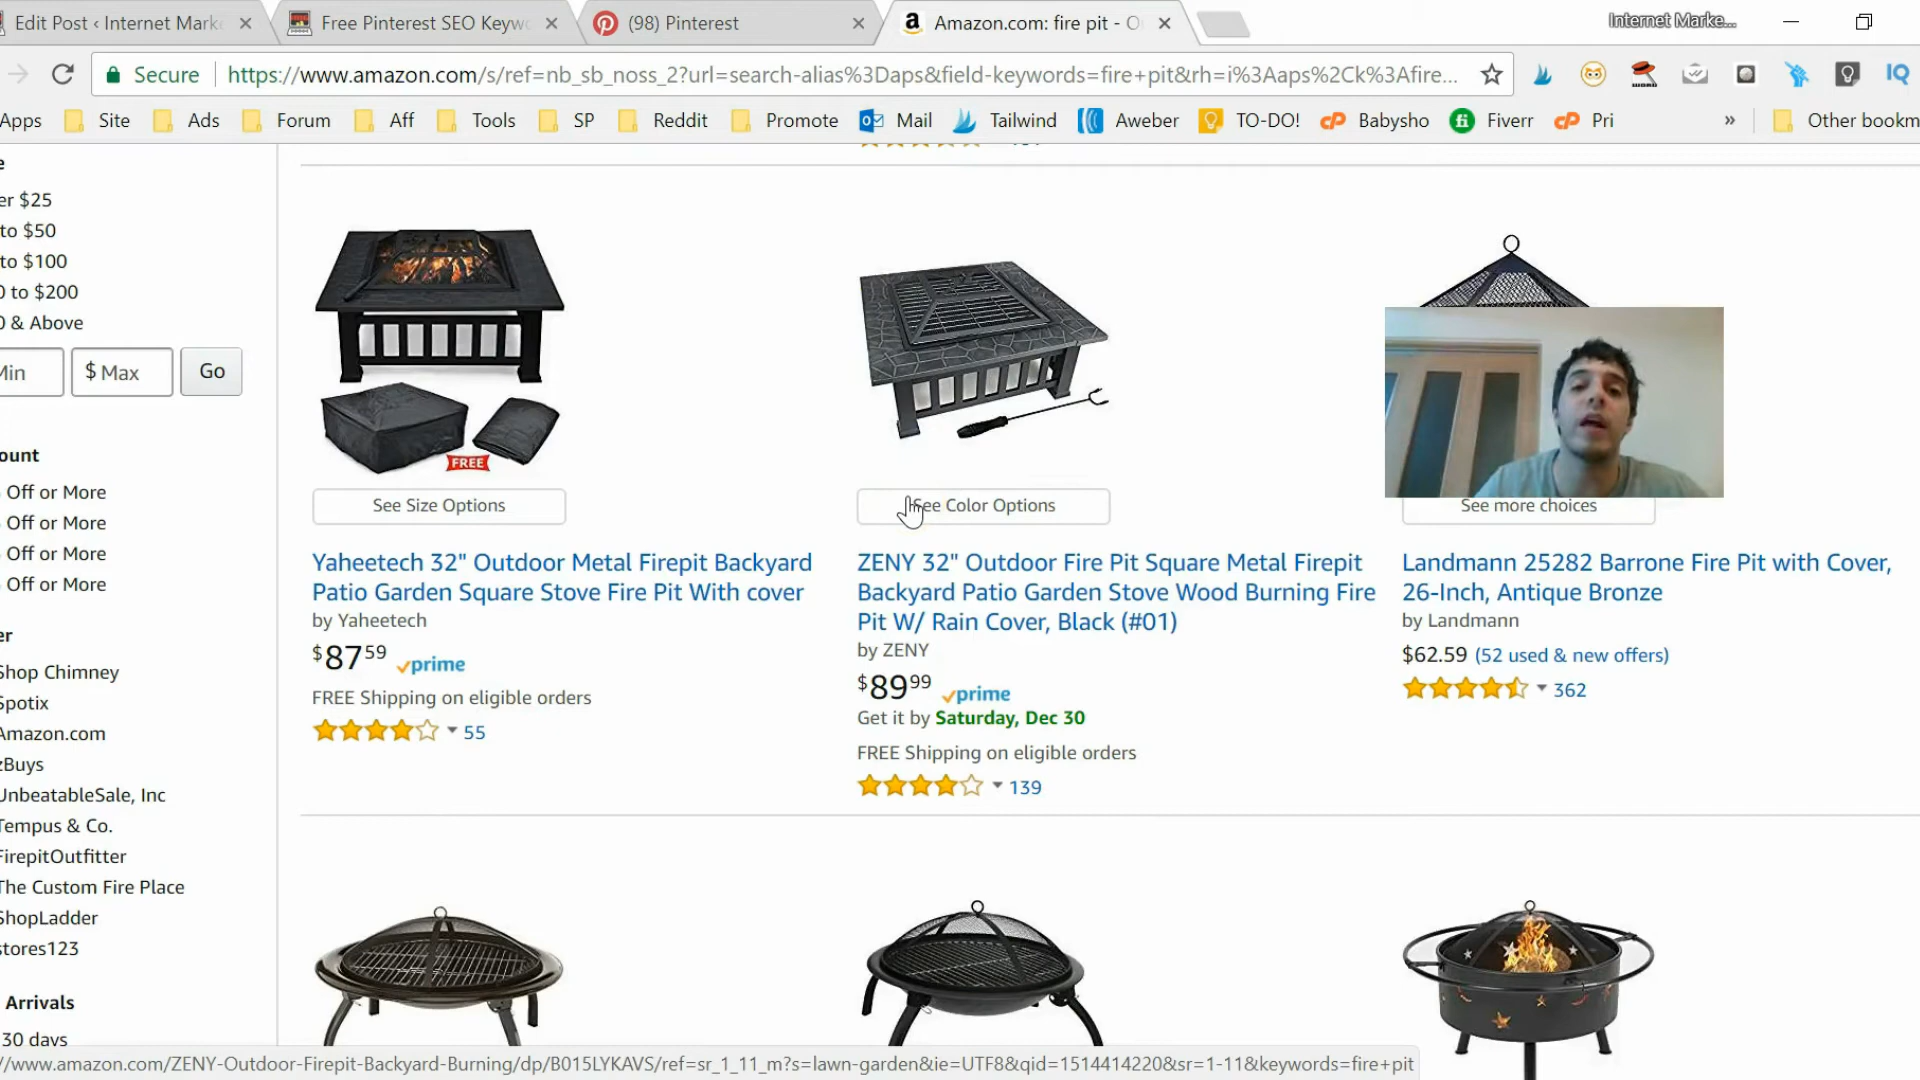 Edit Post ‹ Internet Marke
Free Pinterest SEO Keywo
(98) Pinterest
Amazon.com: fire pit - O
Internet Marke...
Secure
https://www.amazon.com/s/ref=nb_sb_noss_2?url=search-alias%3Daps&field-keywords=fire+pit&rh=i%3Aaps%2Ck%3Afire...
IQ
Apps Site Ads Forum Aff Tools SP Reddit Promote Mail Tailwind Aweber TO-DO! Babysho Fiverr Pri » Other bookm
e
er $25
to $50
to $100
0 to $200
0 & Above
Min $ Max Go
ount
Off or More
Off or More
Off or More
Off or More
er
Shop Chimney
Spotix
Amazon.com
zBuys
UnbeatableSale, Inc
Tempus & Co.
FirepitOutfitter
The Custom Fire Place
ShopLadder
stores123
Arrivals
30 days
FREE
See Size Options
Yaheetech 32" Outdoor Metal Firepit Backyard
Patio Garden Square Stove Fire Pit With cover
by Yaheetech
$87 59 prime
FREE Shipping on eligible orders
55
See Color Options
ZENY 32" Outdoor Fire Pit Square Metal Firepit
Backyard Patio Garden Stove Wood Burning Fire
Pit W/ Rain Cover, Black (#01)
by ZENY
$89 99 prime
Get it by Saturday, Dec 30
FREE Shipping on eligible orders
139
See more choices
Landmann 25282 Barrone Fire Pit with Cover,
26-Inch, Antique Bronze
by Landmann
$62.59 (52 used & new offers)
362
//www.amazon.com/ZENY-Outdoor-Firepit-Backyard-Burning/dp/B015LYKAVS/ref=sr_1_11_m?s=lawn-garden&ie=UTF8&qid=1514414220&sr=1-11&keywords=fire+pit